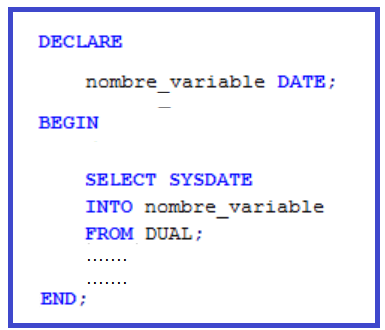 DECLARE
nombre_variable DATE;
BEGIN
SELECT SYSDATE
INTO nombre_variable
FROM DUAL;
.......
.......
END;